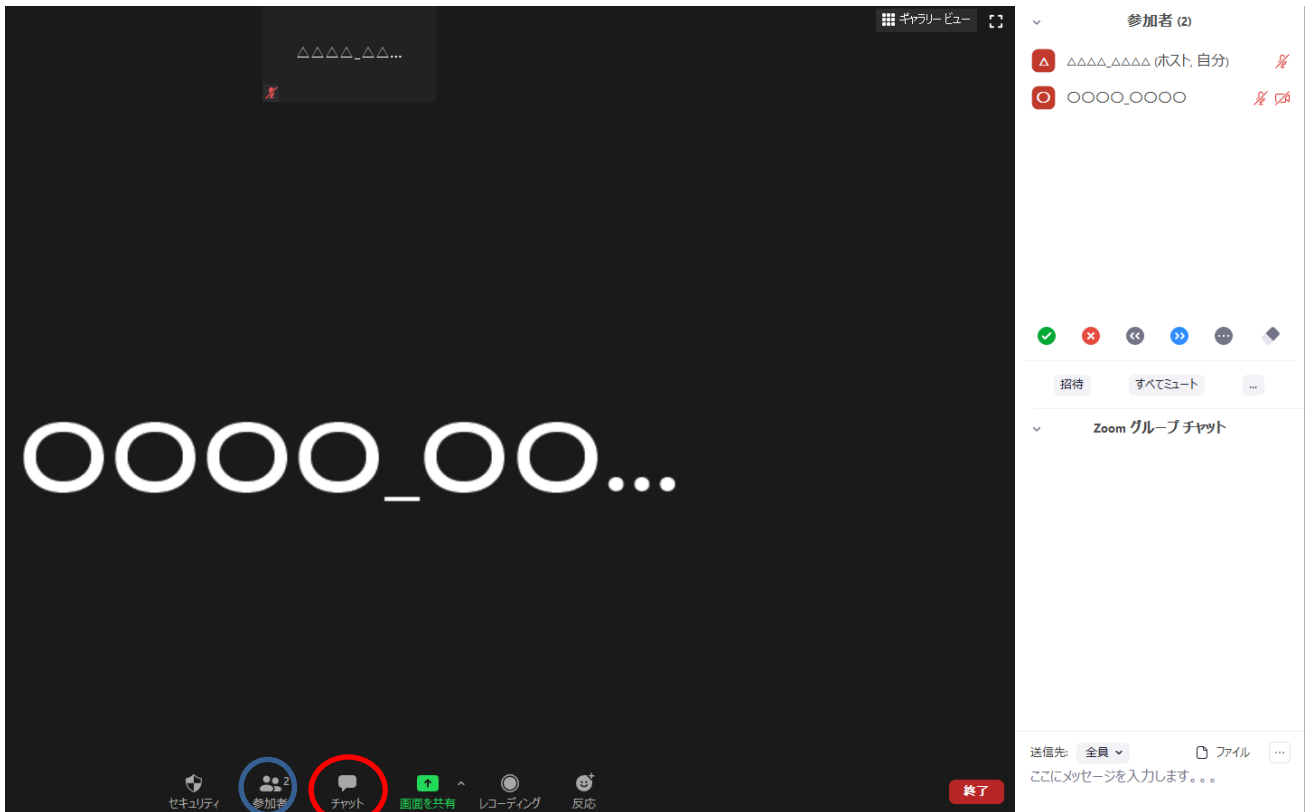 ギャラリー ビュー
△△△△_△△...
〇〇〇〇_〇〇...
セキュリティ
2
参加者
チャット
画面を共有
レコーディング
反応
終了
参加者 (2)
△ △△△△_△△△△ (ホスト, 自分)
〇 〇〇〇〇_〇〇〇〇
招待 すべてミュート ...
Zoom グループ チャット
送信先: 全員 ファイル ...
ここにメッセージを入力します。。。